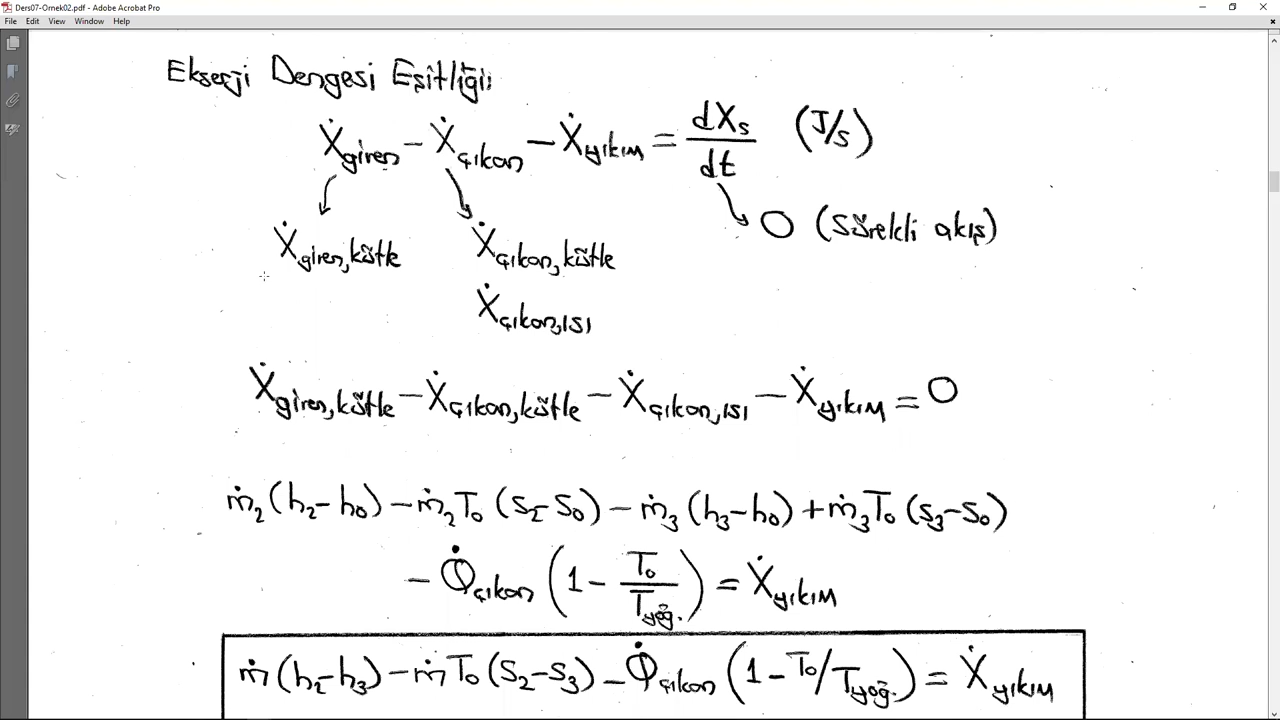 Ders07-Ornek02.pdf - Adobe Acrobat Pro
File Edit View Window Help
Ekserji Dengesi Eşitliği:
Ẋgiren − Ẋçıkan − Ẋyıkım = dXs/dt (J/s)
0 (Sürekli akış)
Ẋgiren,kütle Ẋçıkan,kütle
Ẋçıkan,ısı
Ẋgiren,kütle − Ẋçıkan,kütle − Ẋçıkan,ısı − Ẋyıkım = 0
ṁ2(h2−h0) − ṁ2T0(s2−s0) − ṁ3(h3−h0) + ṁ3T0(s3−s0)
− Q̇çıkan (1 − T0/Tyoğ.) = Ẋyıkım
ṁ(h2−h3) − ṁT0(s2−s3) − Q̇çıkan (1−T0/Tyoğ.) = Ẋyıkım